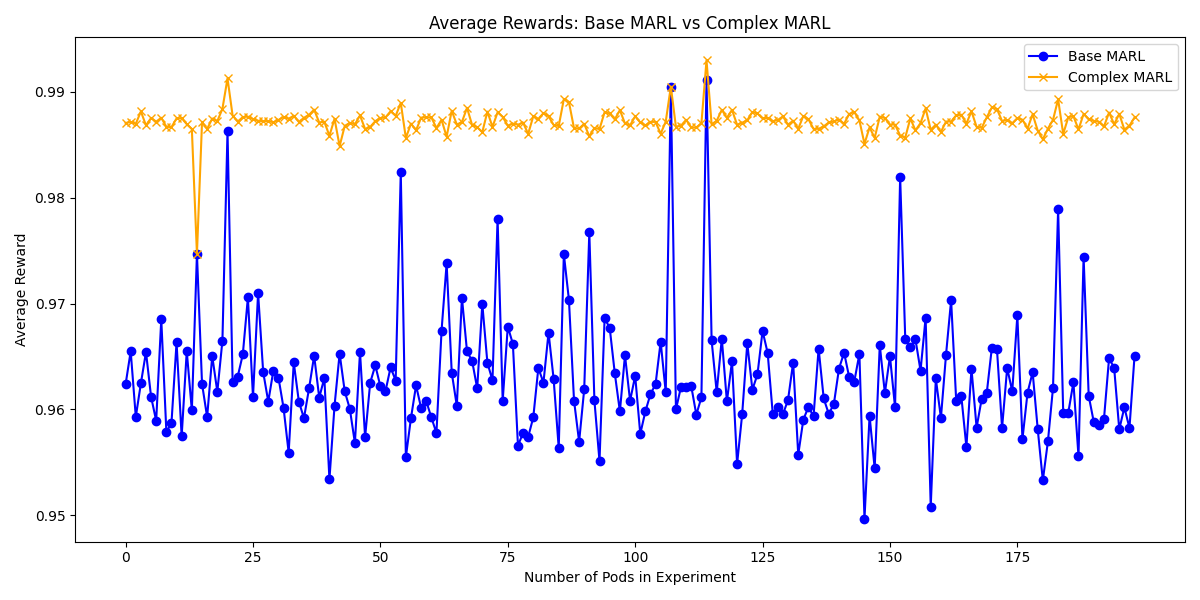 Average Rewards: Base MARL vs Complex MARL
Base MARL
Complex MARL
Average Reward
0.99
0.98
0.97
0.96
0.95
0 25 50 75 100 125 150 175
Number of Pods in Experiment